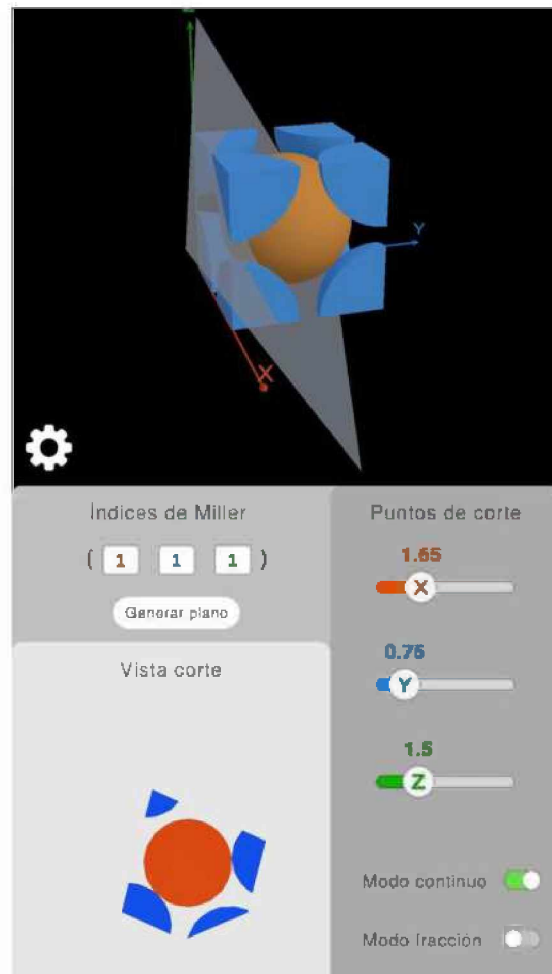 Z
Y
X
Índices de Miller
( 1 1 1 )
Generar plano
Vista corte
Puntos de corte
1.65
X
0.75
Y
1.5
Z
Modo continuo
Modo fracción